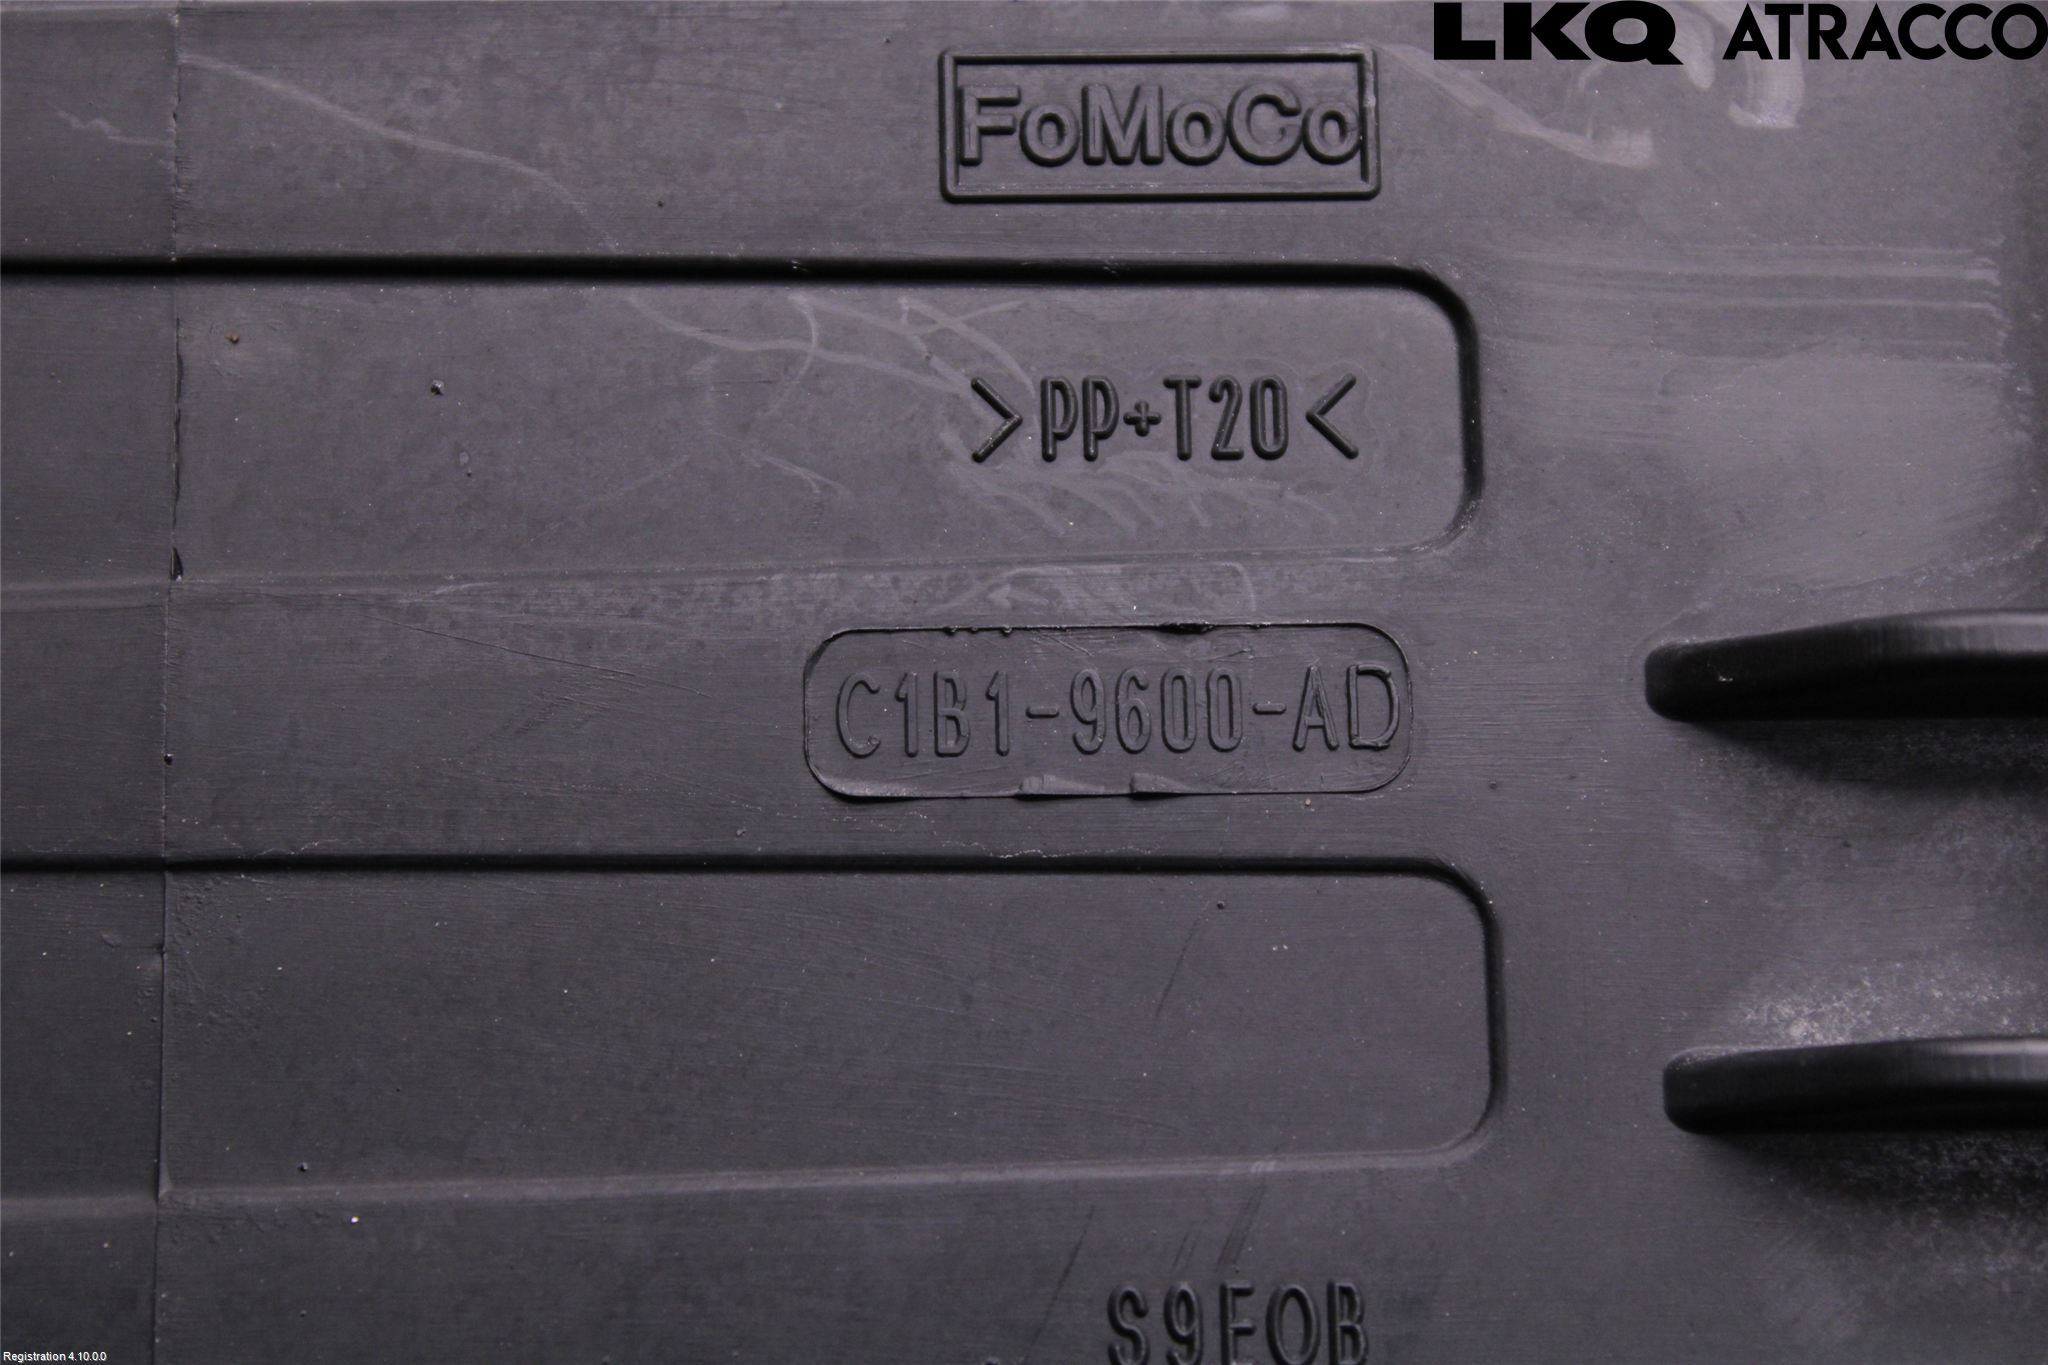 LKQ ATRACCO
FoMoCo
>PP+T20<
C1B1-9600-AD
S9EOB
Registration 4.10.0.0